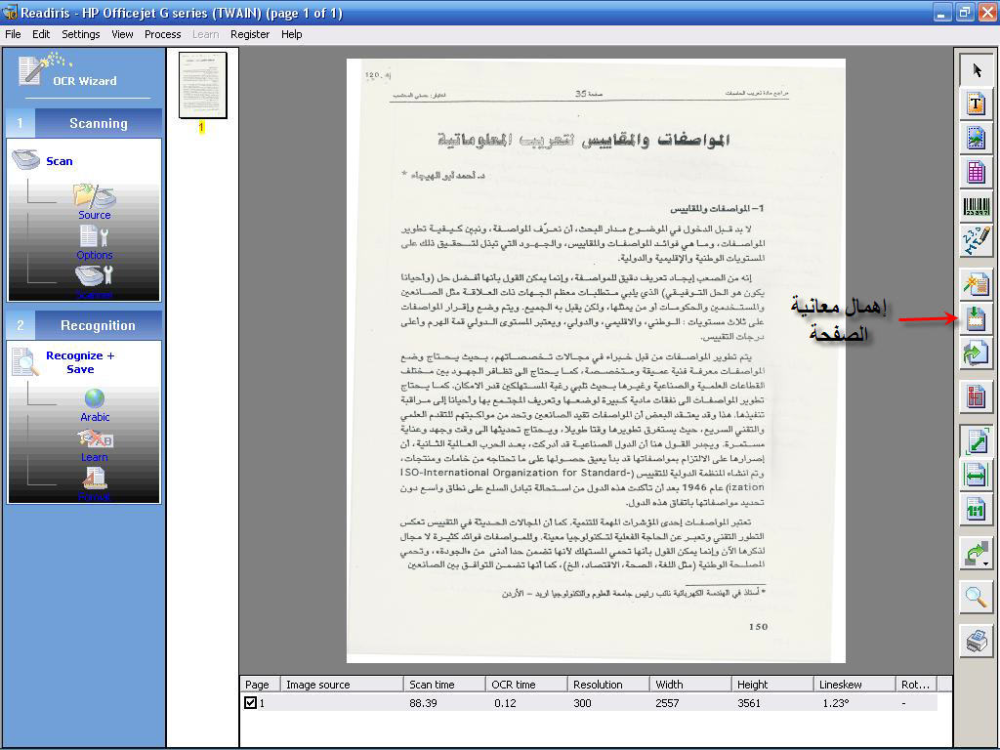 Readiris - HP Officejet G series (TWAIN) (page 1 of 1)
File Edit Settings View Process Learn Register Help
OCR Wizard
1 Scanning
Scan
Source
Options
Scanner
2 Recognition
Recognize +
Save
Arabic
Learn
Format
1
120.
مراجع مادة تعريب الحاسبات
صفحة 35
اختيار: حسني المحتسب
المواصفات والمقاييس لتعريب المعلوماتية
د. أحمد أبو الهيجاء *
1- المواصفات والمقاييس
لا بد قبل الدخول في الموضوع مدار البحث، أن نعرّف المواصفة، ونبين كيفية تطوير
المواصفات، وما هي فوائد المواصفات والمقاييس، والجهود التي تبذل لتحقيق ذلك على
المستويات الوطنية والإقليمية والدولية.
إنه من الصعب إيجاد تعريف دقيق للمواصفة، وإنما يمكن القول بأنها أفضل حل (وأحيانا
يكون هو الحل التوفيقي) الذي يلبي متطلبات معظم الجهات ذات العلاقة مثل الصانعين
والمستخدمين والحكومات أو من يمثلها، ولكن يقبل به الجميع. ويتم وضع وإقرار المواصفات
على ثلاث مستويات : الوطني، والاقليمي، والدولي، ويعتبر المستوى الدولي قمة الهرم وأعلى
درجات التقييس.
يتم تطوير المواصفات من قبل خبراء في مجالات تخصصاتهم، بحيث يحتاج وضع
المواصفات معرفة فنية عميقة ومتخصصة، كما يحتاج الى تظافر الجهود بين مختلف
القطاعات العلمية والصناعية وغيرها بحيث تلبي رغبة المستهلكين قدر الامكان. كما يحتاج
تطوير المواصفات الى نفقات مادية كبيرة لوضعها وتعريف المجتمع بها وأحيانا إلى مراقبة
تنفيذها. هذا وقد يعتقد البعض أن المواصفات تقيد الصانعين وتحد من مواكبتهم للتقدم العلمي
والتقني السريع، حيث يستغرق تطويرها وقتا طويلا، ويحتاج تحديثها الى وقت وجهد وعناية
مستمرة. ويجدر القول هنا أن الدول الصناعية قد أدركت، بعد الحرب العالمية الثانية، أن
إصرارها على الالتزام بمواصفاتها قد بدأ يعيق حصولها على ما تحتاجه من خامات ومنتجات،
وتم انشاء المنظمة الدولية للتقييس (ISO-International Organization for Standard-
ization) عام 1946 بعد أن تأكدت هذه الدول من استحالة تبادل السلع على نطاق واسع دون
تحديد مواصفاتها باتفاق هذه الدول.
تعتبر المواصفات إحدى المؤشرات المهمة للتنمية. كما أن المجالات الحديثة في التقييس تعكس
التطور التقني وتعبر عن الحاجة الفعلية لتكنولوجيا معينة. وللمواصفات فوائد كثيرة لا مجال
لذكرها الآن وإنما يمكن القول بأنها تحمي المستهلك لأنها تضمن حدا أدنى من «الجودة»، وتحمي
المصلحة الوطنية (مثل اللغة، الصحة، الاقتصاد، الخ)، كما أنها تضمن التوافق بين الصانعين
* أستاذ في الهندسة الكهربائية نائب رئيس جامعة العلوم والتكنولوجيا اربد – الأردن
150
إهمال معانية
الصفحة
Page Image source Scan time OCR time Resolution Width Height Lineskew Rot...
1 88.39 0.12 300 2557 3561 1.23° -